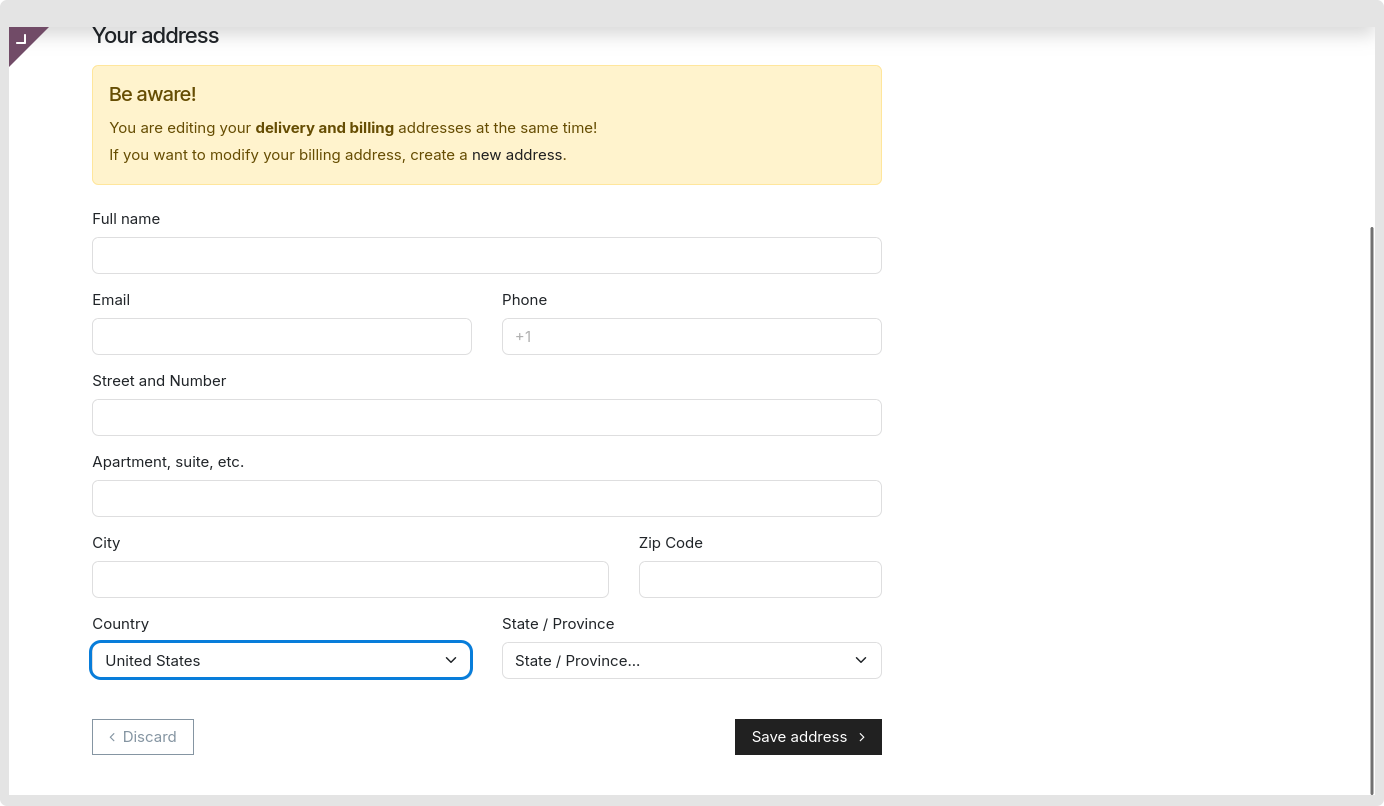 Your address
Be aware!
You are editing your delivery and billing addresses at the same time!
If you want to modify your billing address, create a new address.
Full name
Email
Phone
+1
Street and Number
Apartment, suite, etc.
City
Zip Code
Country
State / Province
United States
State / Province...
Discard
Save address